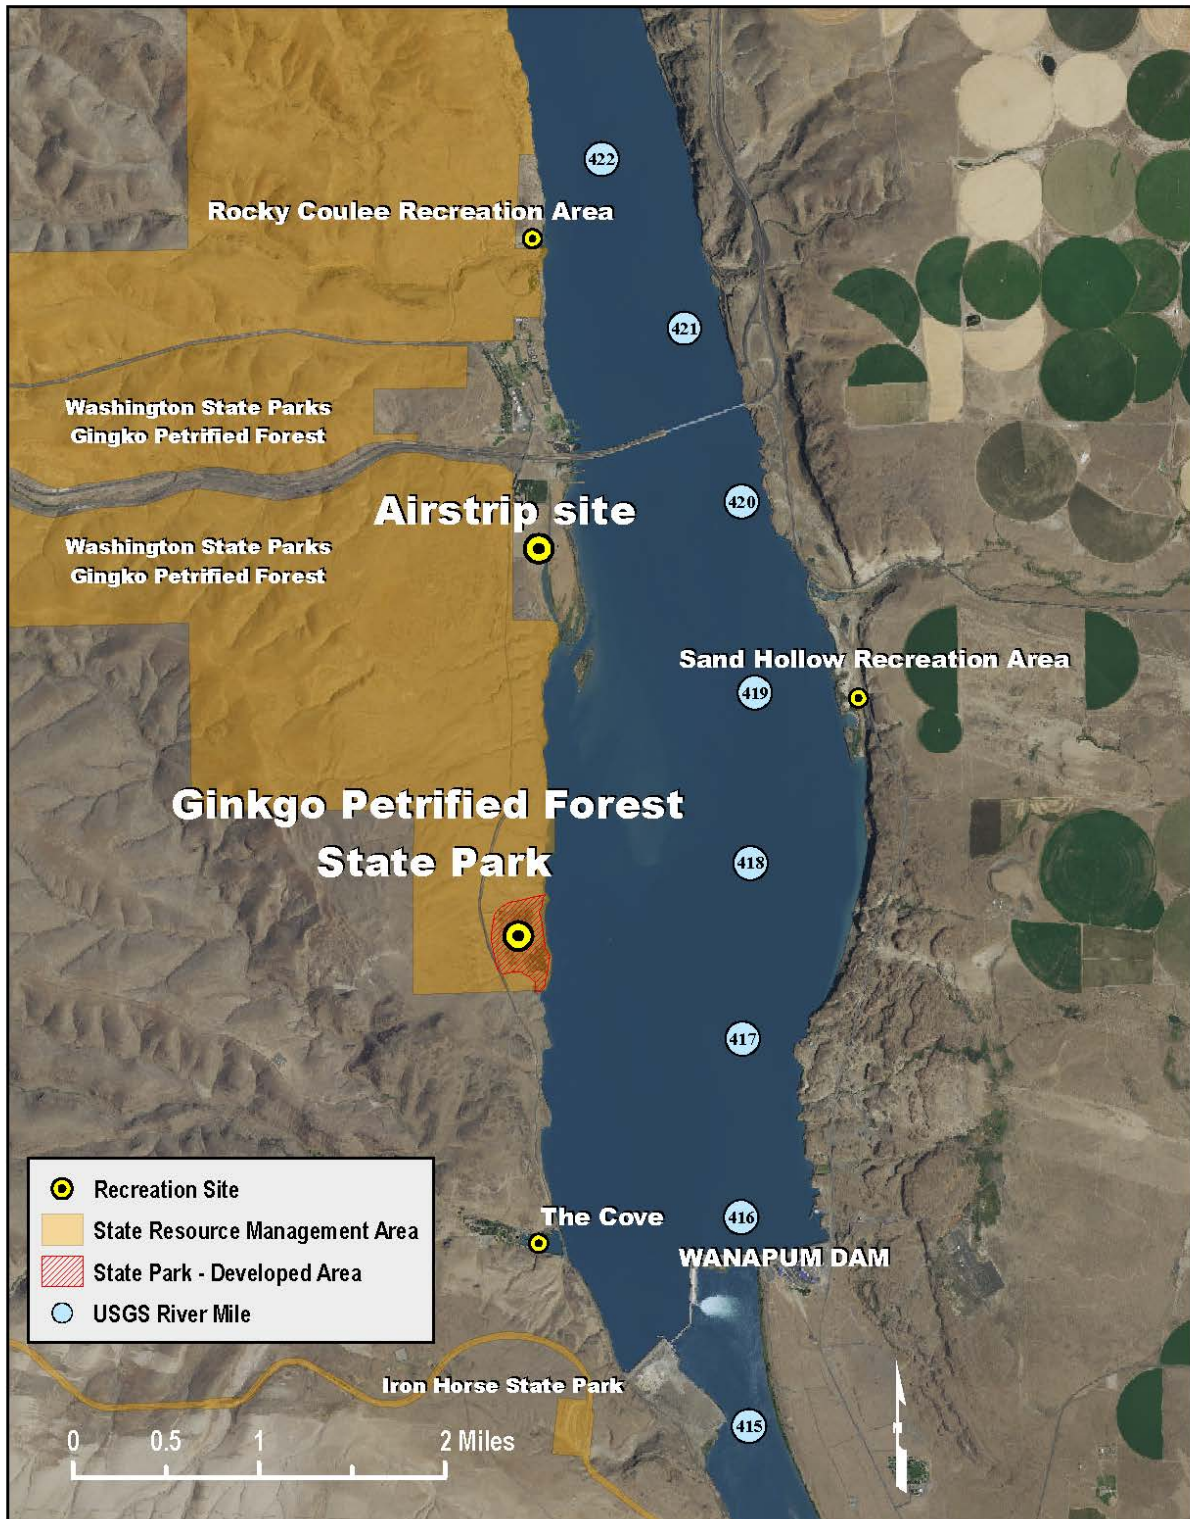 422
Rocky Coulee Recreation Area
421
Washington State Parks
Gingko Petrified Forest
Airstrip site
420
Washington State Parks
Gingko Petrified Forest
Sand Hollow Recreation Area
419
Ginkgo Petrified Forest
State Park
418
417
Recreation Site
State Resource Management Area
State Park - Developed Area
USGS River Mile
The Cove
416
WANAPUM DAM
Iron Horse State Park
415
0 0.5 1 2 Miles
N